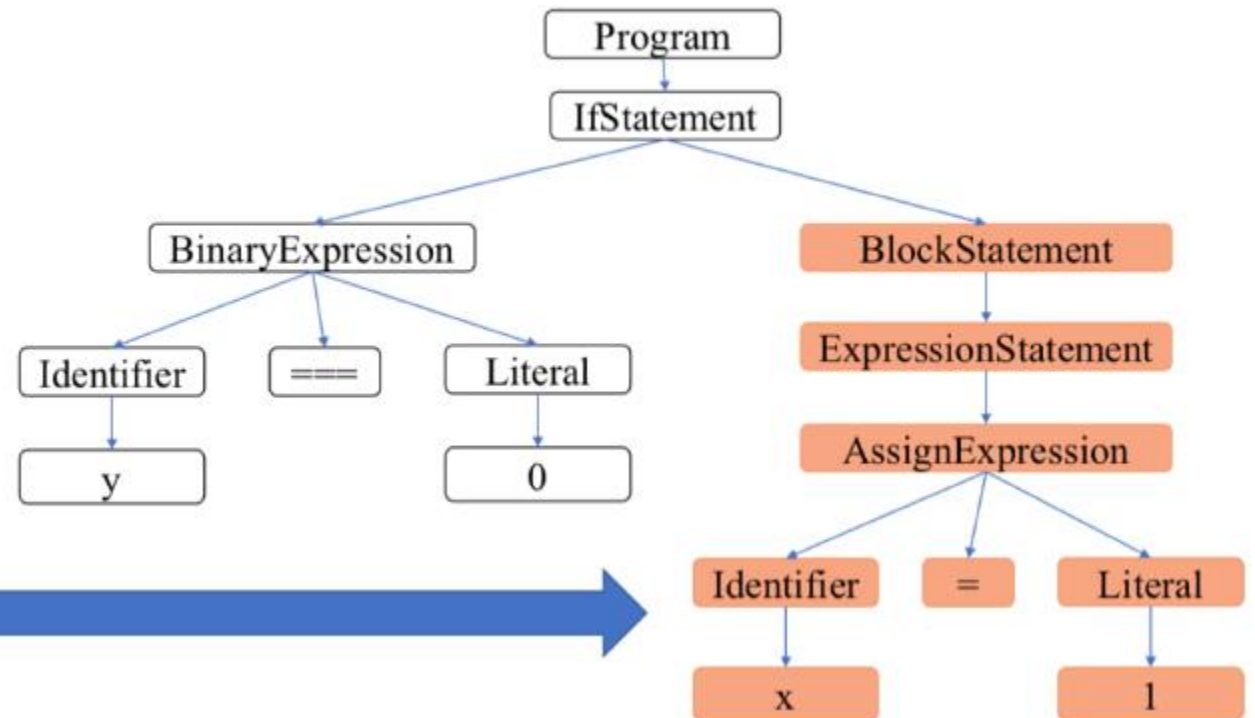 Program
IfStatement
BinaryExpression
BlockStatement
ExpressionStatement
Identifier
===
Literal
AssignExpression
y
0
Identifier
=
Literal
x
1